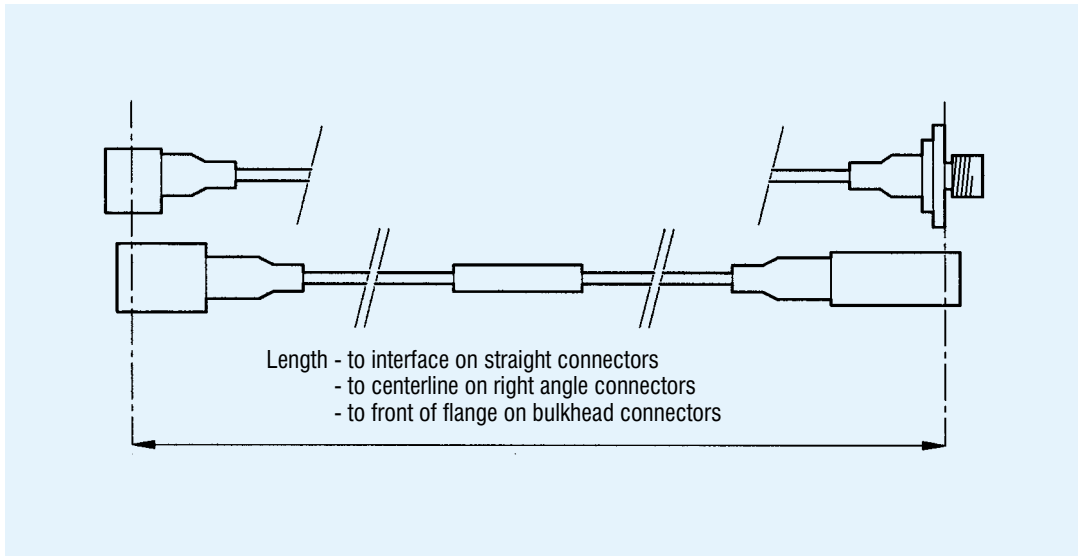 Length - to interface on straight connectors
- to centerline on right angle connectors
- to front of flange on bulkhead connectors